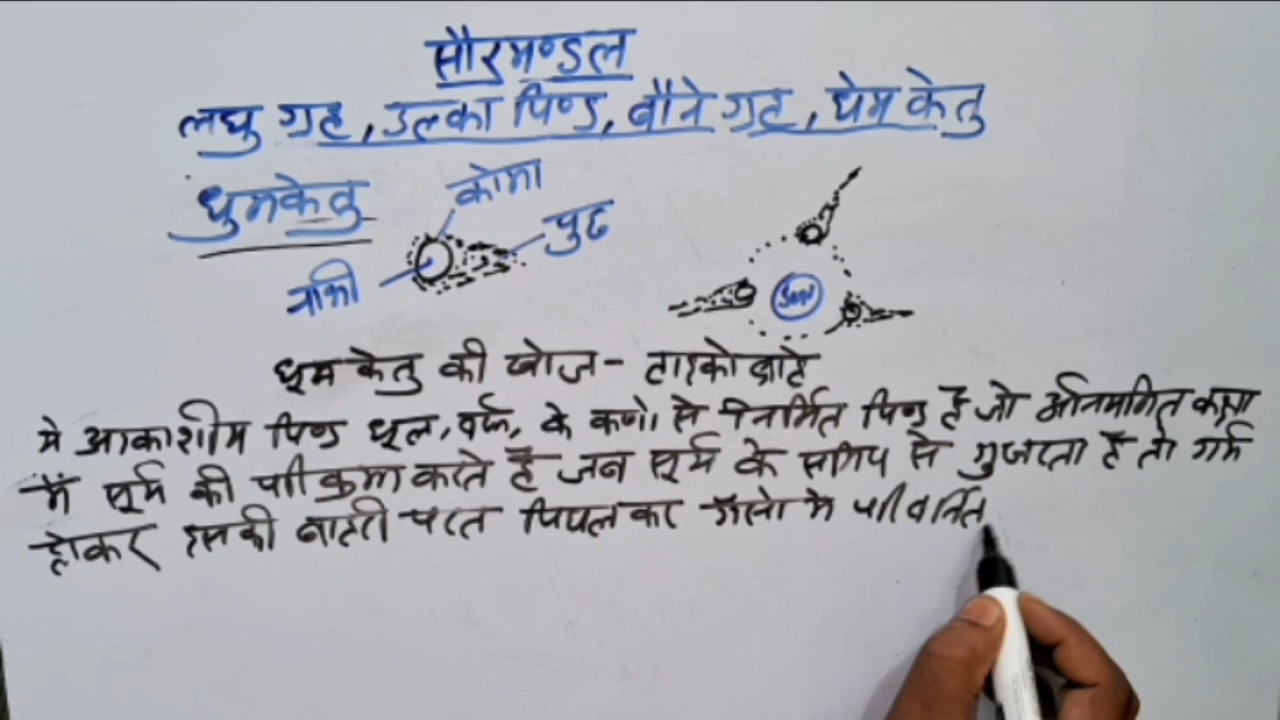 सौरमण्डल
लघु ग्रह, उल्का पिण्ड, बौने ग्रह, धुमकेतु
धुमकेतु
कोमा
पुछ
नाभी
Sun
धूमकेतु की खोज - टाइको ब्राहे
ये आकाशीय पिण्ड धूल, वर्फ, के कणो से निर्मित पिण्ड है जो अनियमित कक्षा
में सूर्य की परिक्रमा करते हैं जब सूर्य के समिप से गुजरता है तो गर्म
होकर इसकी बाहरी परत पिघलकर गैसो मे परिवर्तित